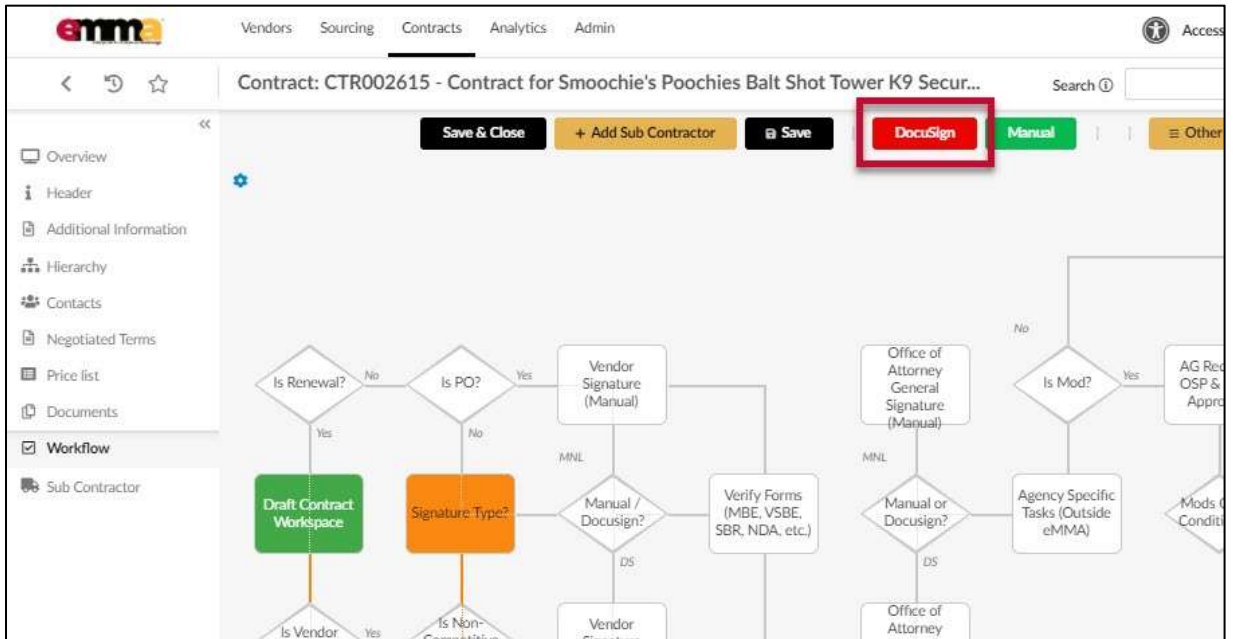 emma
Vendors Sourcing Contracts Analytics Admin
Access
Contract: CTR002615 - Contract for Smoochie's Poochies Balt Shot Tower K9 Secur...
Search
Save & Close
+ Add Sub Contractor
Save
DocuSign
Manual
Other
Overview
Header
Additional Information
Hierarchy
Contacts
Negotiated Terms
Price list
Documents
Workflow
Sub Contractor
Is Renewal?
No
Is PO?
Yes
Vendor
Signature
(Manual)
Office of
Attorney
General
Signature
(Manual)
No
Is Mod?
Yes
AG
OSP &
Yes
No
MNL
MNL
Draft Contract
Workspace
Signature Type?
Manual /
Docusign?
Verify Forms
(MBE, VSBE,
SBR, NDA, etc.)
Manual or
Docusign?
Agency Specific
Tasks (Outside
eMMA)
Mods
DS
DS
Is Vendor
Yes
Is Non-
Competitive
Vendor
Signature
Office of
Attorney